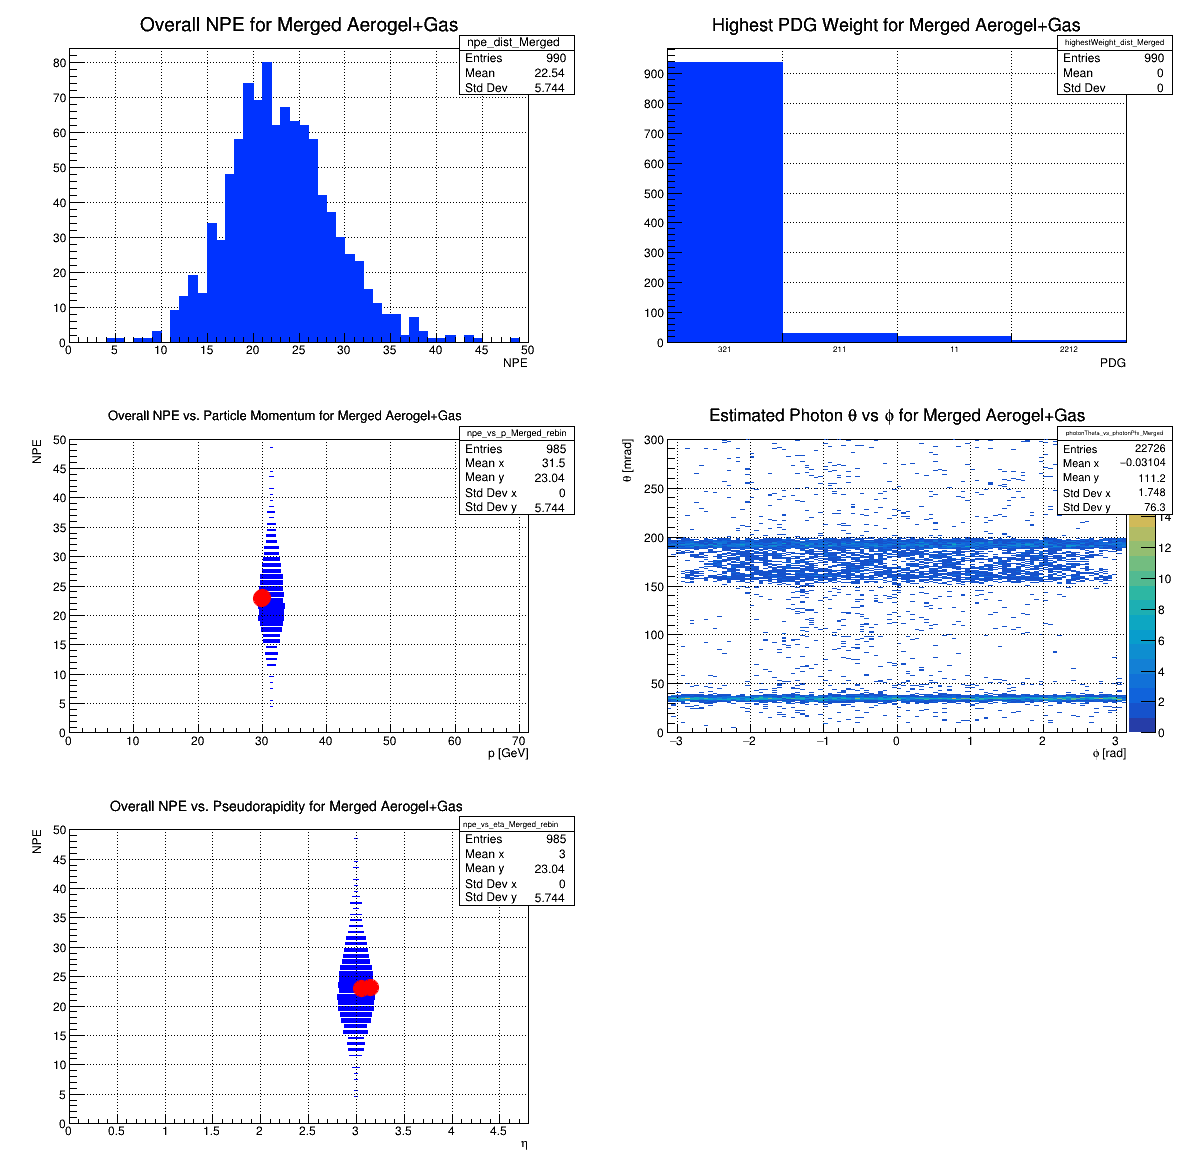 Overall NPE for Merged Aerogel+Gas
npe_dist_Merged
Entries 990
Mean 22.54
Std Dev 5.744
80
70
60
50
40
30
20
10
0
0 5 10 15 20 25 30 35 40 45 50
NPE
Highest PDG Weight for Merged Aerogel+Gas
highestWeight_dist_Merged
Entries 990
Mean 0
Std Dev 0
900
800
700
600
500
400
300
200
100
0
321 211 11 2212
PDG
Overall NPE vs. Particle Momentum for Merged Aerogel+Gas
NPE
npe_vs_p_Merged_rebin
Entries 985
Mean x 31.5
Mean y 23.04
Std Dev x 0
Std Dev y 5.744
50
45
40
35
30
25
20
15
10
5
0
0 10 20 30 40 50 60 70
p [GeV]
Estimated Photon θ vs ϕ for Merged Aerogel+Gas
θ [mrad]
photonTheta_vs_photonPhi_Merged
Entries 22726
Mean x −0.03104
Mean y 111.2
Std Dev x 1.748
Std Dev y 76.3
300
250
200
150
100
50
0
−3 −2 −1 0 1 2 3
ϕ [rad]
14
12
10
8
6
4
2
0
Overall NPE vs. Pseudorapidity for Merged Aerogel+Gas
NPE
npe_vs_eta_Merged_rebin
Entries 985
Mean x 3
Mean y 23.04
Std Dev x 0
Std Dev y 5.744
50
45
40
35
30
25
20
15
10
5
0
0 0.5 1 1.5 2 2.5 3 3.5 4 4.5
η